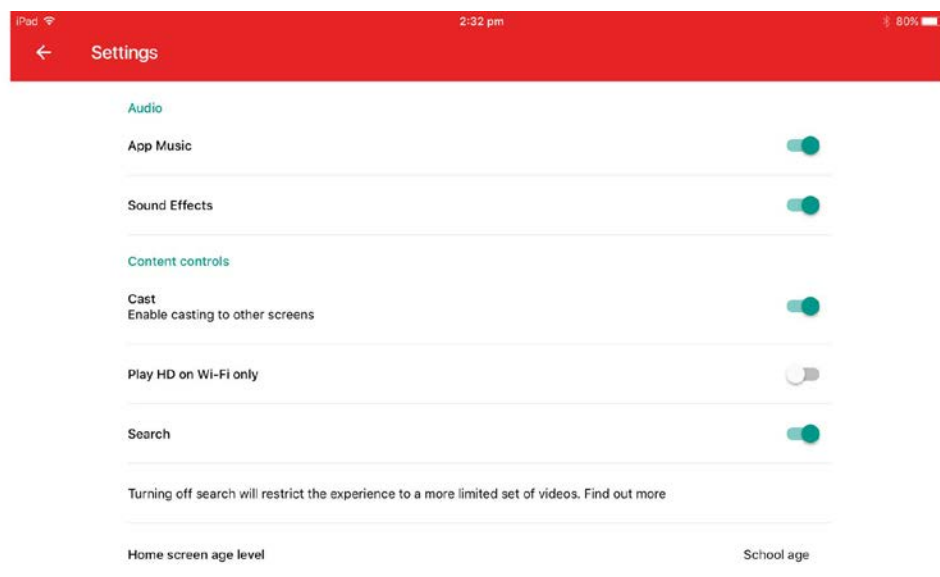 iPad 2:32 pm 80%
Settings
Audio
App Music
Sound Effects
Content controls
Cast
Enable casting to other screens
Play HD on Wi-Fi only
Search
Turning off search will restrict the experience to a more limited set of videos. Find out more
Home screen age level School age